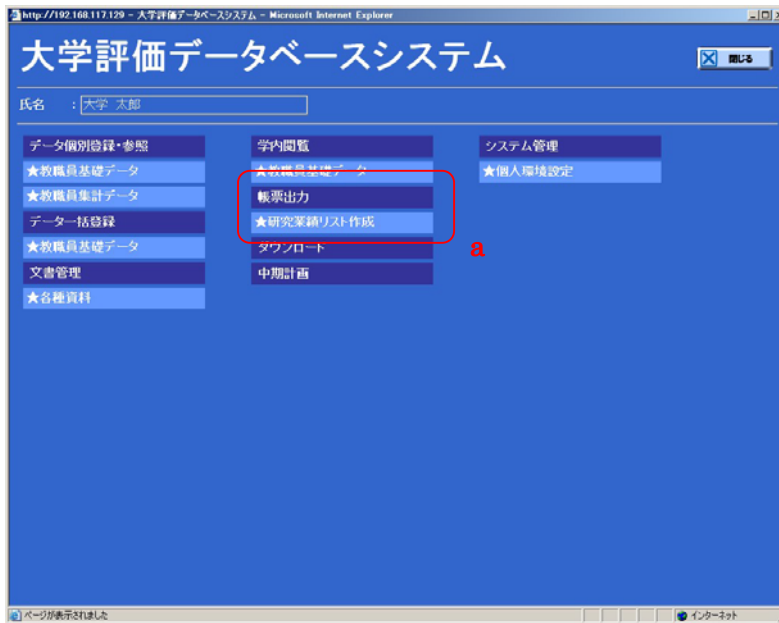 http://192.168.117.129 - 大学評価データベースシステム - Microsoft Internet Explorer
大学評価データベースシステム
閉じる
氏名 : 大学 太郎
データ個別登録・参照
★教職員基礎データ
★教職員集計データ
データ一括登録
★教職員基礎データ
文書管理
★各種資料
学内閲覧
★教職員基礎データ
帳票出力
★研究業績リスト作成
ダウンロード
中期計画
a
システム管理
★個人環境設定
ページが表示されました
インターネット